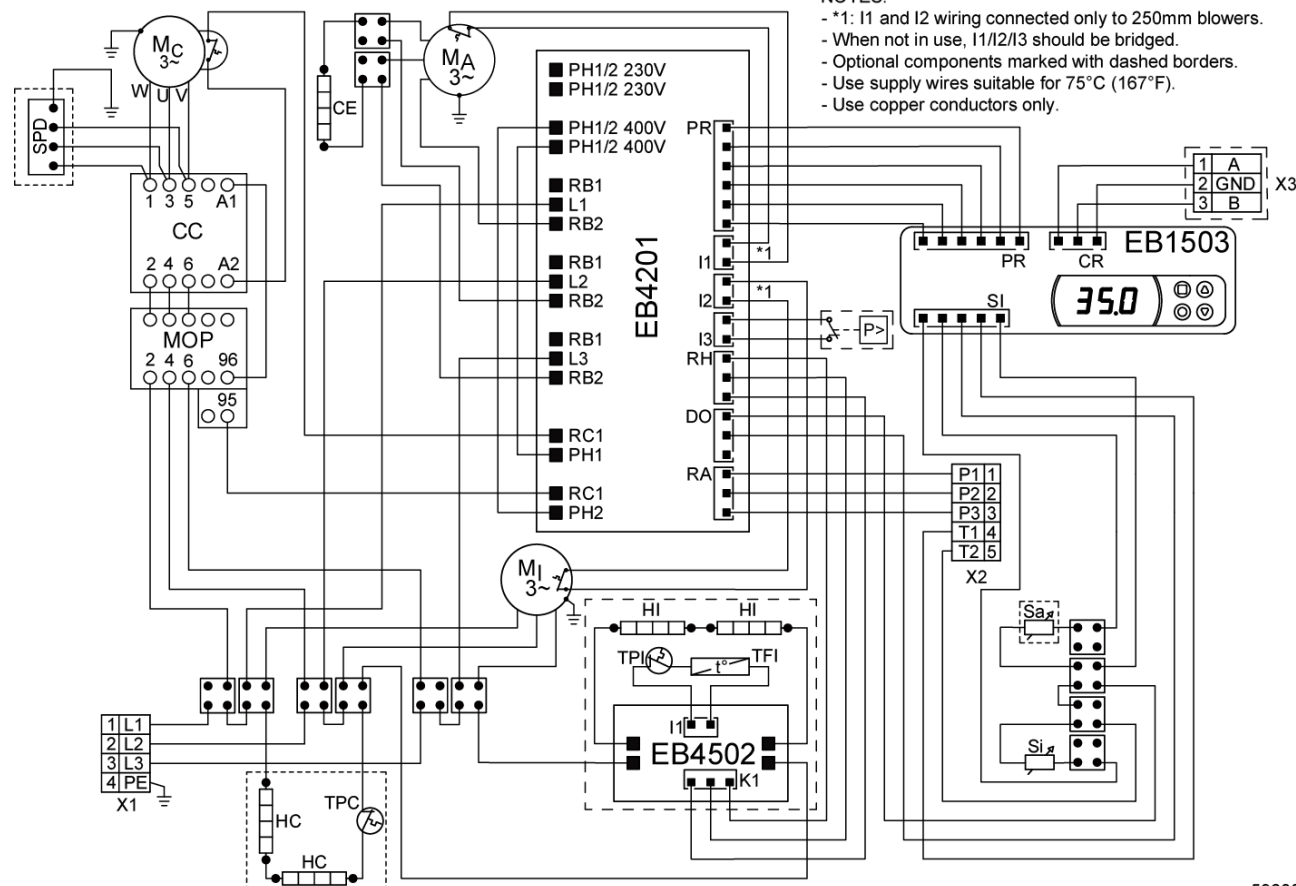 NOTES:
- *1: I1 and I2 wiring connected only to 250mm blowers.
- When not in use, I1/I2/I3 should be bridged.
- Optional components marked with dashed borders.
- Use supply wires suitable for 75°C (167°F).
- Use copper conductors only.
MC
3~
W U V
SPD
1 3 5 A1
CC
2 4 6 A2
MOP
2 4 6 96
95
CE
MA
3~
EB4201
PH1/2 230V
PH1/2 230V
PH1/2 400V
PH1/2 400V
RB1
L1
RB2
RB1
L2
RB2
RB1
L3
RB2
RC1
PH1
RC1
PH2
PR
I1
*1
I2
*1
I3
RH
DO
RA
P>
1 A
2 GND
3 B
X3
EB1503
PR
CR
SI
35.0
P1 1
P2 2
P3 3
T1 4
T2 5
X2
Sa
Si
MI
3~
HI
HI
TPI
t°
TFI
I1
EB4502
K1
1 L1
2 L2
3 L3
4 PE
X1
HC
TPC
HC